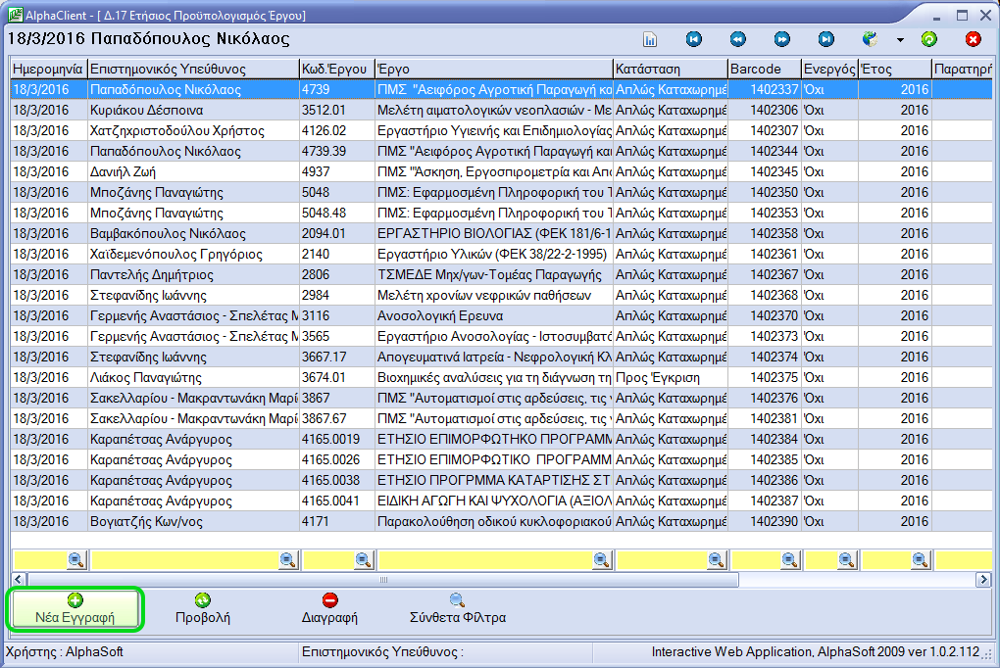 AlphaClient - [ Δ.17 Ετήσιος Προϋπολογισμός Έργου]
18/3/2016 Παπαδόπουλος Νικόλαος
Ημερομηνία Επιστημονικός Υπεύθυνος Κωδ.Έργου Έργο Κατάσταση Barcode Ενεργός Έτος Παρατηρή
18/3/2016 Παπαδόπουλος Νικόλαος 4739 ΠΜΣ "Αειφόρος Αγροτική Παραγωγή κα Απλώς Καταχωρημέ 1402337 Όχι 2016
18/3/2016 Κυριάκου Δέσποινα 3512.01 Μελέτη αιματολογικών νεοπλασιών - Με Απλώς Καταχωρημέ 1402306 Όχι 2016
18/3/2016 Χατζηχριστοδούλου Χρήστος 4126.02 Εργαστήριο Υγιεινής και Επιδημιολογίας Απλώς Καταχωρημέ 1402307 Όχι 2016
18/3/2016 Παπαδόπουλος Νικόλαος 4739.39 ΠΜΣ "Αειφόρος Αγροτική Παραγωγή και Απλώς Καταχωρημέ 1402344 Όχι 2016
18/3/2016 Δανιήλ Ζωή 4937 ΠΜΣ "Άσκηση, Εργοσπιρομετρία και Απο Απλώς Καταχωρημέ 1402345 Όχι 2016
18/3/2016 Μποζάνης Παναγιώτης 5048 ΠΜΣ: Εφαρμοσμένη Πληροφορική του Τ Απλώς Καταχωρημέ 1402350 Όχι 2016
18/3/2016 Μποζάνης Παναγιώτης 5048.48 ΠΜΣ: Εφαρμοσμένη Πληροφορική του Τ Απλώς Καταχωρημέ 1402353 Όχι 2016
18/3/2016 Βαμβακόπουλος Νικόλαος 2094.01 ΕΡΓΑΣΤΗΡΙΟ ΒΙΟΛΟΓΙΑΣ (ΦΕΚ 181/6-1 Απλώς Καταχωρημέ 1402358 Όχι 2016
18/3/2016 Χαϊδεμενόπουλος Γρηγόριος 2140 Εργαστήριο Υλικών (ΦΕΚ 38/22-2-1995) Απλώς Καταχωρημέ 1402361 Όχι 2016
18/3/2016 Παντελής Δημήτριος 2806 ΤΣΜΕΔΕ Μηχ/γων-Τομέας Παραγωγής Απλώς Καταχωρημέ 1402367 Όχι 2016
18/3/2016 Στεφανίδης Ιωάννης 2984 Μελέτη χρονίων νεφρικών παθήσεων Απλώς Καταχωρημέ 1402368 Όχι 2016
18/3/2016 Γερμενής Αναστάσιος - Σπελέτας Μ 3116 Ανοσολογική Ερευνα Απλώς Καταχωρημέ 1402370 Όχι 2016
18/3/2016 Γερμενής Αναστάσιος - Σπελέτας Μ 3565 Εργαστήριο Ανοσολογίας - Ιστοσυμβατό Απλώς Καταχωρημέ 1402373 Όχι 2016
18/3/2016 Στεφανίδης Ιωάννης 3667.17 Απογευματινά Ιατρεία - Νεφρολογική Κλ Απλώς Καταχωρημέ 1402374 Όχι 2016
18/3/2016 Λιάκος Παναγιώτης 3674.01 Βιοχημικές αναλύσεις για τη διάγνωση τη Προς Έγκριση 1402375 Όχι 2016
18/3/2016 Σακελλαρίου - Μακραντωνάκη Μαρί 3867 ΠΜΣ "Αυτοματισμοί στις αρδεύσεις, τις γ Απλώς Καταχωρημέ 1402376 Όχι 2016
18/3/2016 Σακελλαρίου - Μακραντωνάκη Μαρί 3867.67 ΠΜΣ "Αυτοματισμοί στις αρδεύσεις, τις γ Απλώς Καταχωρημέ 1402381 Όχι 2016
18/3/2016 Καραπέτσας Ανάργυρος 4165.0019 ΕΤΗΣΙΟ ΕΠΙΜΟΡΦΩΤΗΚΟ ΠΡΟΓΡΑΜΜ Απλώς Καταχωρημέ 1402384 Όχι 2016
18/3/2016 Καραπέτσας Ανάργυρος 4165.0026 ΕΤΗΣΙΟ ΕΠΙΜΟΡΦΩΤΙΚΟ ΠΡΟΓΡΑΜΜ Απλώς Καταχωρημέ 1402385 Όχι 2016
18/3/2016 Καραπέτσας Ανάργυρος 4165.0038 ΕΤΗΣΙΟ ΠΡΟΓΡΜΜΑ ΚΑΤΑΡΤΙΣΗΣ ΣΤ Απλώς Καταχωρημέ 1402386 Όχι 2016
18/3/2016 Καραπέτσας Ανάργυρος 4165.0041 ΕΙΔΙΚΗ ΑΓΩΓΗ ΚΑΙ ΨΥΧΟΛΟΓΙΑ (ΑΞΙΟΛ Απλώς Καταχωρημέ 1402387 Όχι 2016
18/3/2016 Βογιατζής Κων/νος 4171 Παρακολούθηση οδικού κυκλοφοριακού Απλώς Καταχωρημέ 1402390 Όχι 2016
Νέα Εγγραφή Προβολή Διαγραφή Σύνθετα Φίλτρα
Χρήστης : AlphaSoft Επιστημονικός Υπεύθυνος : Interactive Web Application, AlphaSoft 2009 ver 1.0.2.112